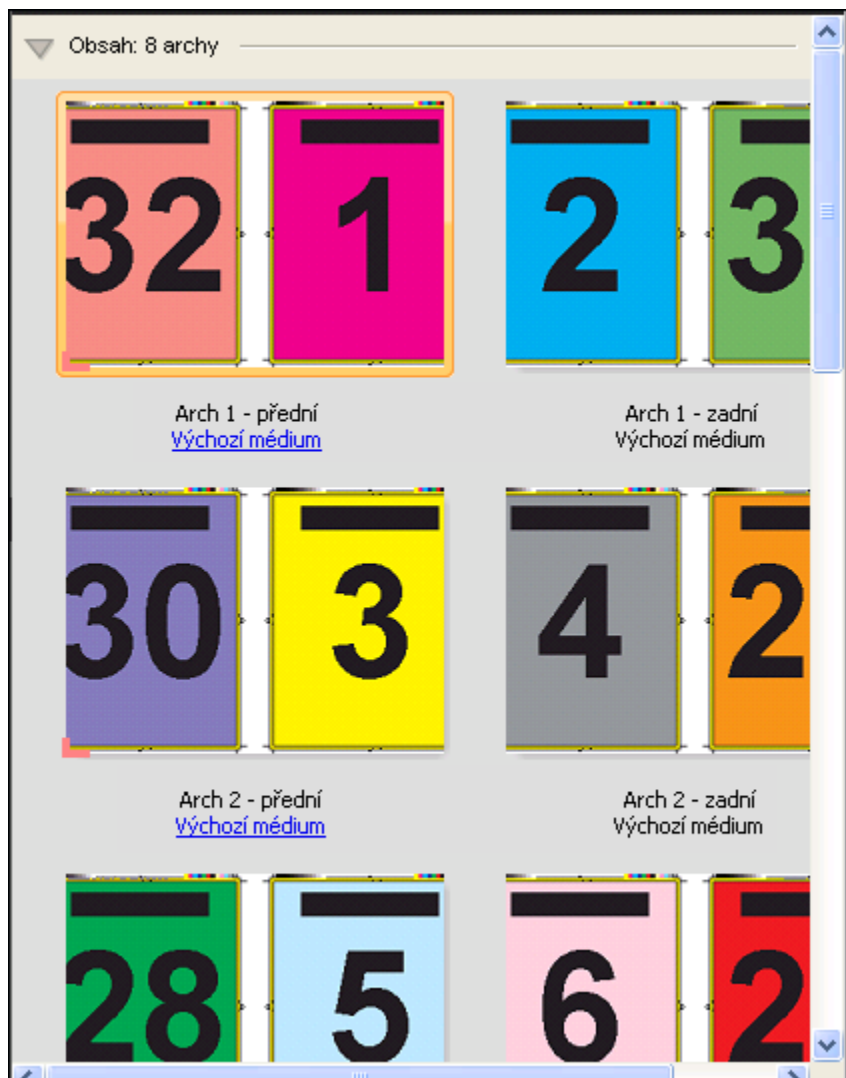 Obsah: 8 archy
32 1 2 3
Arch 1 - přední Arch 1 - zadní
Výchozí médium Výchozí médium
30 3 4 2
Arch 2 - přední Arch 2 - zadní
Výchozí médium Výchozí médium
28 5 6 2